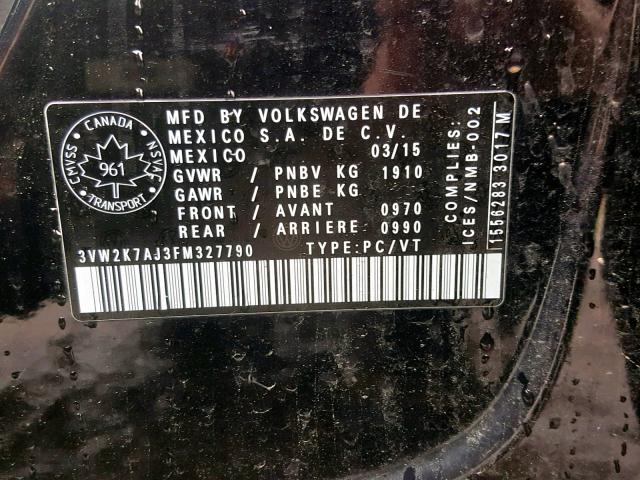 MFD BY VOLKSWAGEN DE
MEXICO S.A. DE C.V.
MEXICO 03/15
GVWR / PNBV KG 1910
GAWR / PNBE KG
FRONT / AVANT 0970
REAR / ARRIERE 0990
3VW2K7AJ3FM327790 TYPE:PC/VT
CANADA
CMVSS
NSVAC
961
TRANSPORT
COMPLIES:
ICES/NMB-002
1556283 3017 M